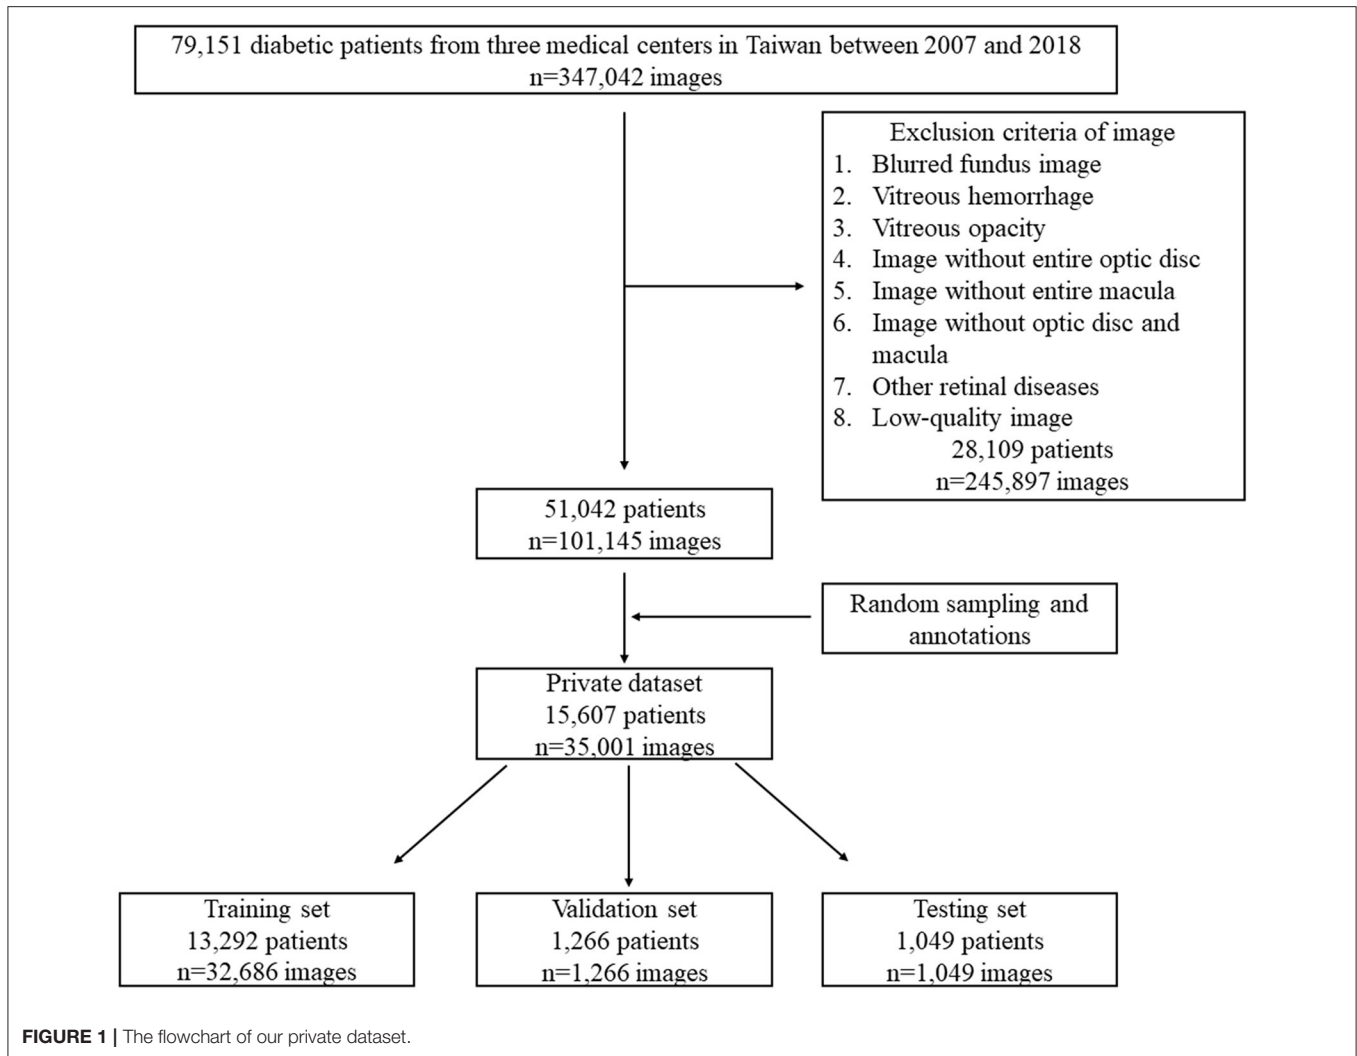 79,151 diabetic patients from three medical centers in Taiwan between 2007 and 2018
n=347,042 images
Exclusion criteria of image
1. Blurred fundus image
2. Vitreous hemorrhage
3. Vitreous opacity
4. Image without entire optic disc
5. Image without entire macula
6. Image without optic disc and
macula
7. Other retinal diseases
8. Low-quality image
28,109 patients
n=245,897 images
51,042 patients
n=101,145 images
Random sampling and
annotations
Private dataset
15,607 patients
n=35,001 images
Training set
13,292 patients
n=32,686 images
Validation set
1,266 patients
n=1,266 images
Testing set
1,049 patients
n=1,049 images
FIGURE 1 | The flowchart of our private dataset.